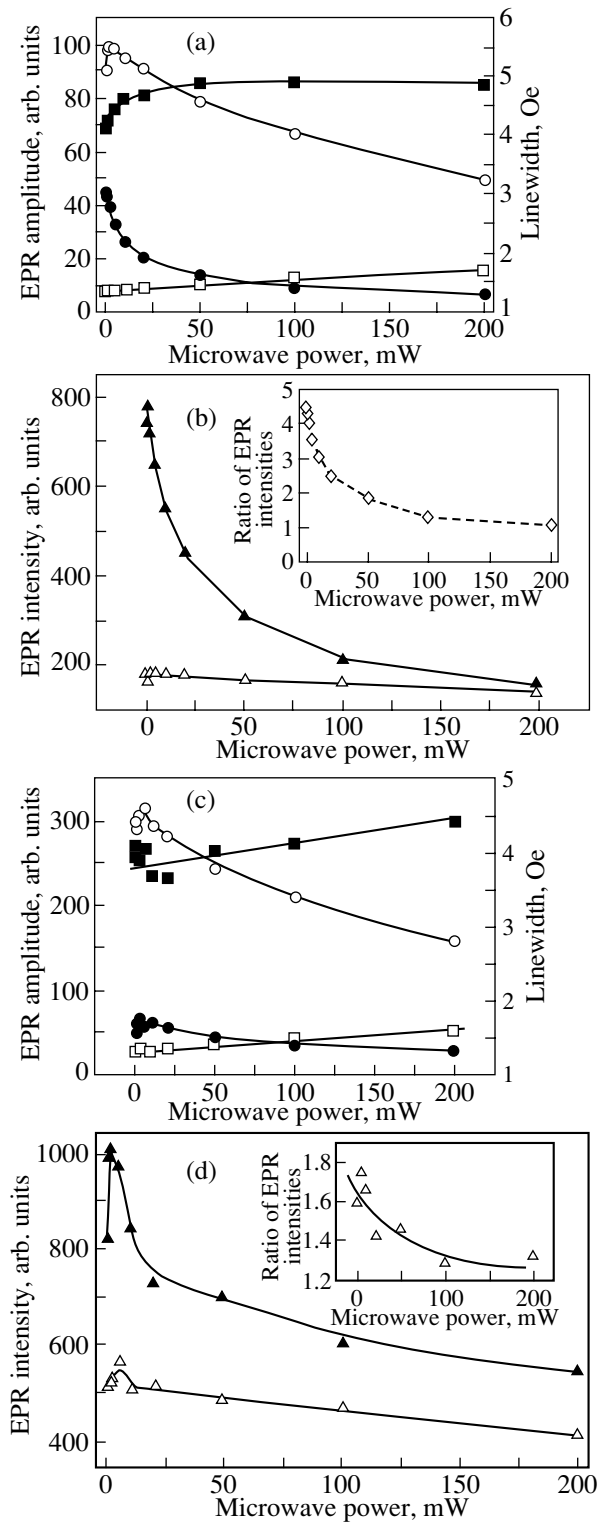 (a)
EPR amplitude, arb. units
100
80
60
40
20
0
6
5
4
3
2
1
Linewidth, Oe
0 50 100 150 200
Microwave power, mW
(b)
EPR intensity, arb. units
800
600
400
200
0 50 100 150 200
Microwave power, mW
Ratio of EPR
intensities
5
4
3
2
1
0
0 50 100 150 200
Microwave power, mW
(c)
EPR amplitude, arb. units
300
200
100
0
5
4
3
2
1
Linewidth, Oe
0 50 100 150 200
Microwave power, mW
(d)
EPR intensity, arb. units
1000
800
600
400
0 50 100 150 200
Microwave power, mW
Ratio of EPR
intensities
1.8
1.6
1.4
1.2
0 50 100 150 200
Microwave power, mW